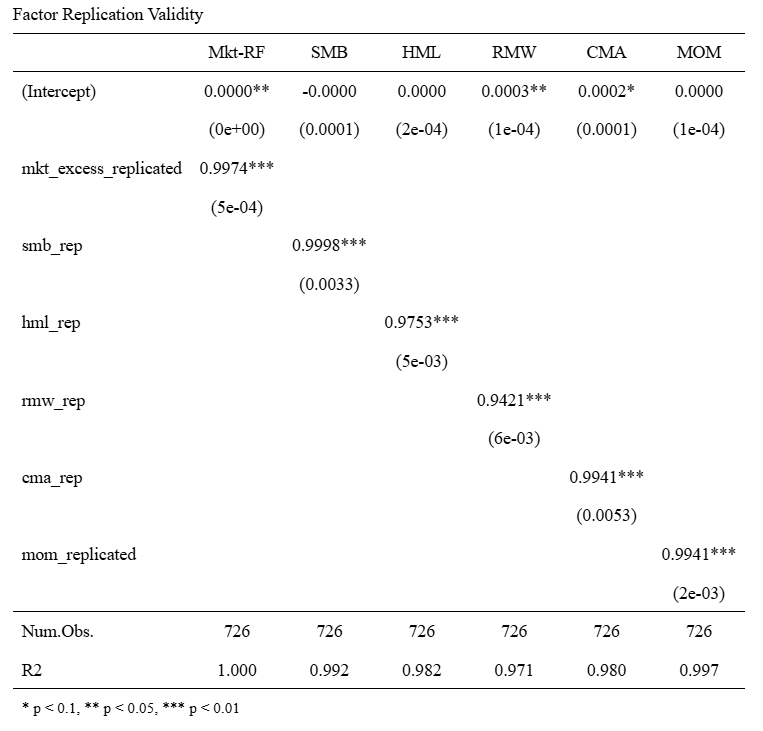 Factor Replication Validity
Mkt-RF SMB HML RMW CMA MOM
(Intercept) 0.0000** -0.0000 0.0000 0.0003** 0.0002* 0.0000
(0e+00) (0.0001) (2e-04) (1e-04) (0.0001) (1e-04)
mkt_excess_replicated 0.9974***
(5e-04)
smb_rep 0.9998***
(0.0033)
hml_rep 0.9753***
(5e-03)
rmw_rep 0.9421***
(6e-03)
cma_rep 0.9941***
(0.0053)
mom_replicated 0.9941***
(2e-03)
Num.Obs. 726 726 726 726 726 726
R2 1.000 0.992 0.982 0.971 0.980 0.997
* p < 0.1, ** p < 0.05, *** p < 0.01